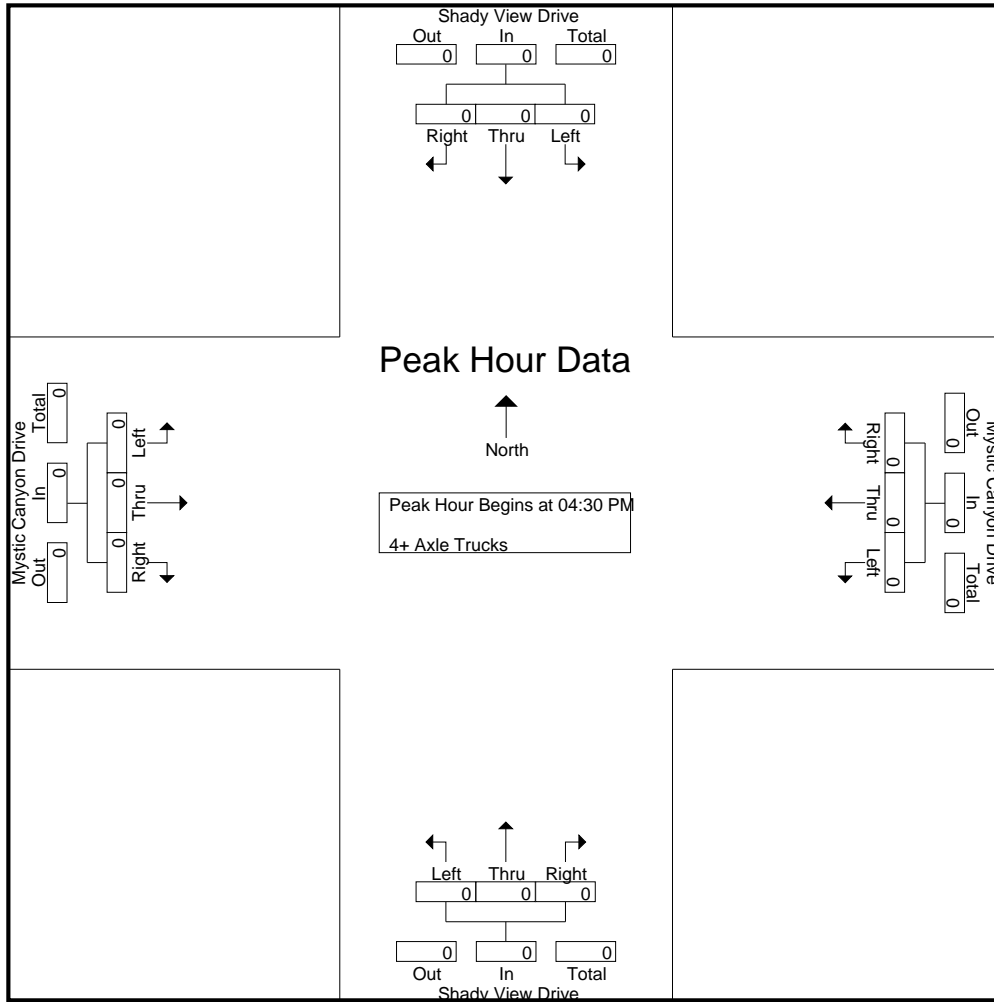 Shady View Drive
Out In Total
0 0 0
0 0 0
Right Thru Left
Peak Hour Data
North
Peak Hour Begins at 04:30 PM
4+ Axle Trucks
Mystic Canyon Drive
Total In Out
0 0 0
0 0 0
Left Thru Right
Mystic Canyon Drive
Out In Total
0 0 0
0 0 0
Right Thru Left
Left Thru Right
0 0 0
0 0 0
Out In Total
Shady View Drive